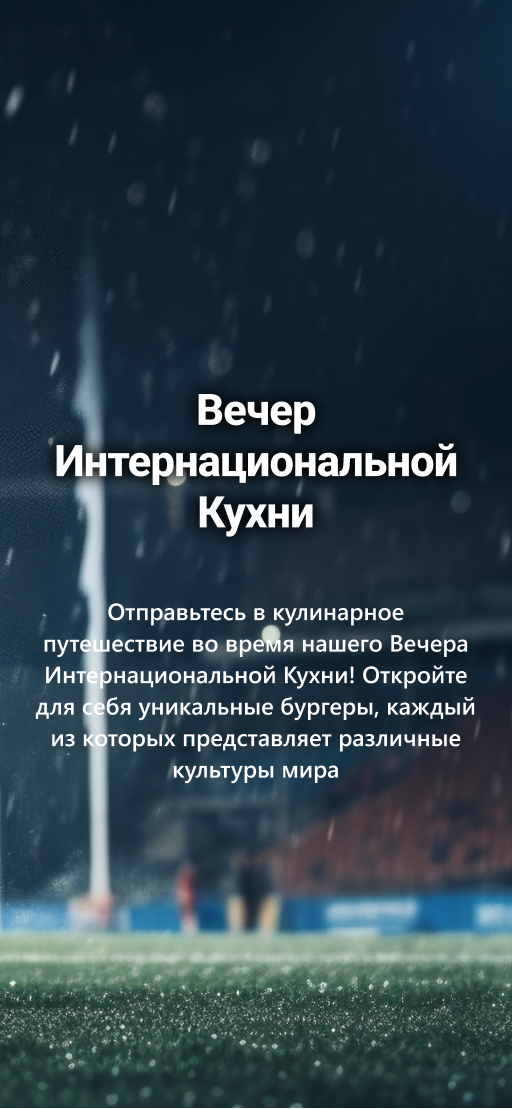 Вечер
Интернациональной
Кухни
Отправьтесь в кулинарное
путешествие во время нашего Вечера
Интернациональной Кухни! Откройте
для себя уникальные бургеры, каждый
из которых представляет различные
культуры мира